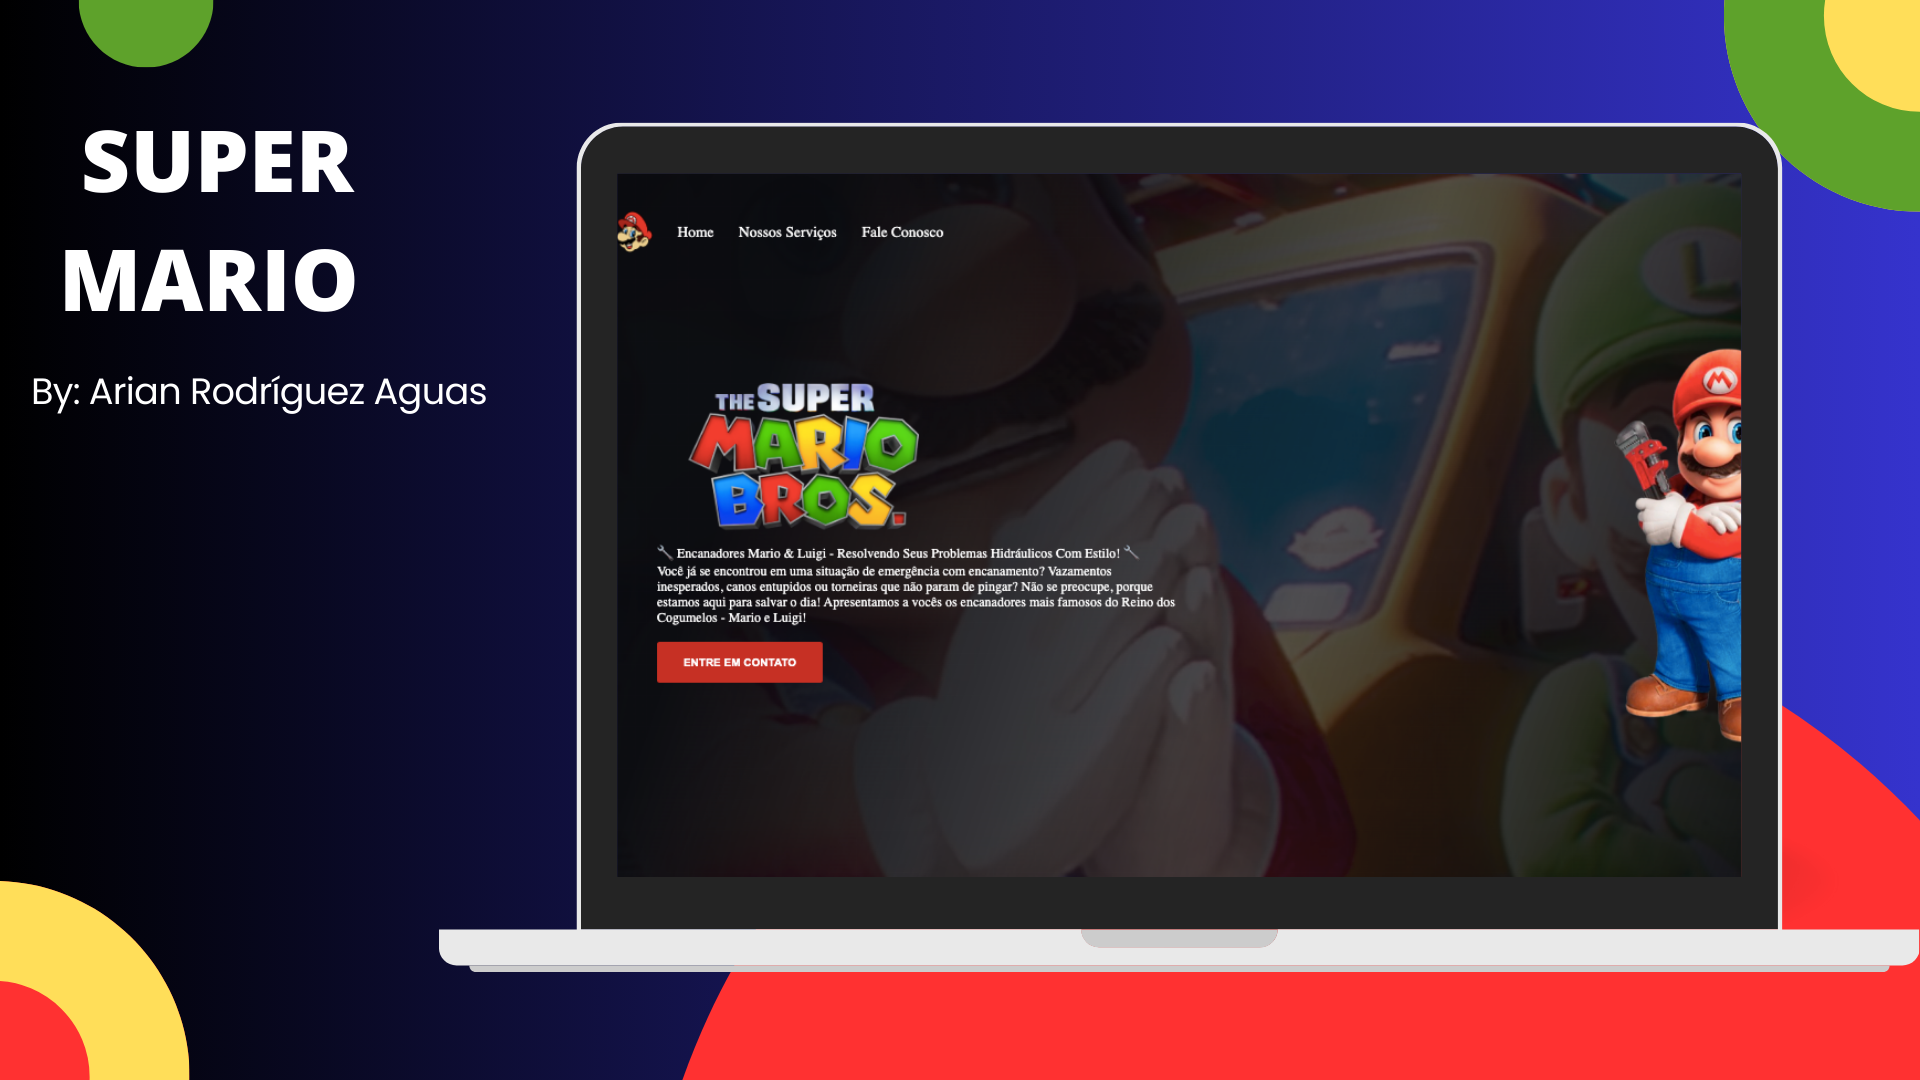 SUPER
MARIO
By: Arian Rodríguez Aguas
Home Nossos Serviços Fale Conosco
THE SUPER
MARIO
BROS.
🔧 Encanadores Mario & Luigi - Resolvendo Seus Problemas Hidráulicos Com Estilo! 🔧
Você já se encontrou em uma situação de emergência com encanamento? Vazamentos
inesperados, canos entupidos ou torneiras que não param de pingar? Não se preocupe, porque
estamos aqui para salvar o dia! Apresentamos a vocês os encanadores mais famosos do Reino dos
Cogumelos - Mario e Luigi!
ENTRE EM CONTATO
L
M